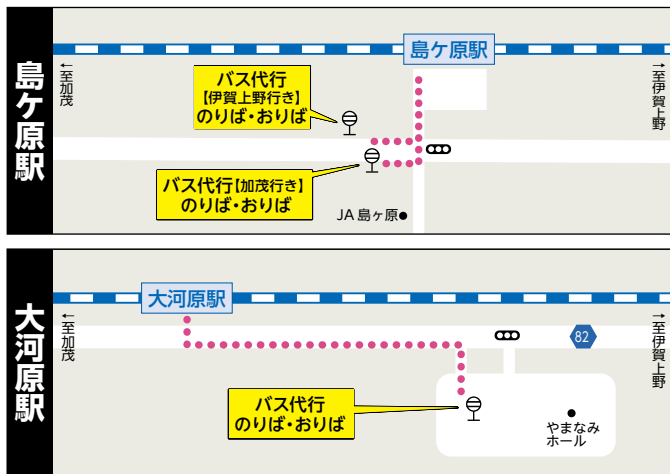 島ケ原駅
島ケ原駅
←至加茂
→至伊賀上野
バス代行
【伊賀上野行き】
のりば・おりば
バス代行【加茂行き】
のりば・おりば
JA 島ヶ原
大河原駅
大河原駅
←至加茂
→至伊賀上野
82
バス代行
のりば・おりば
やまなみ
ホール